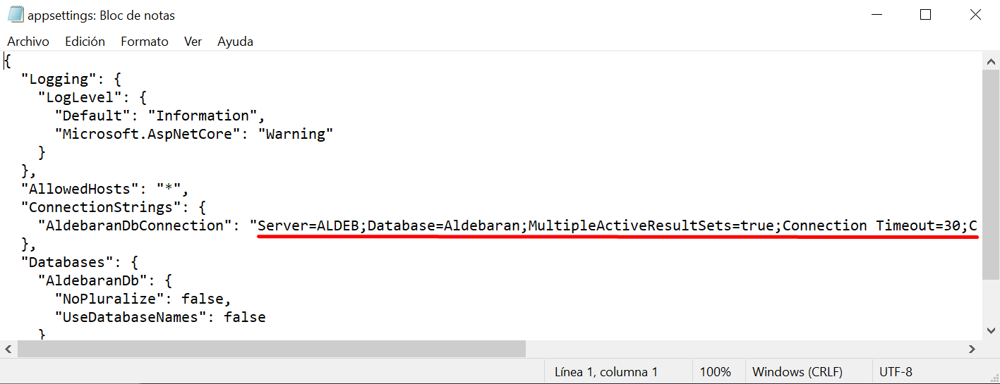 appsettings: Bloc de notas
Archivo Edición Formato Ver Ayuda
{
  "Logging": {
    "LogLevel": {
      "Default": "Information",
      "Microsoft.AspNetCore": "Warning"
    }
  },
  "AllowedHosts": "*",
  "ConnectionStrings": {
    "AldebaranDbConnection": "Server=ALDEB;Database=Aldebaran;MultipleActiveResultSets=true;Connection Timeout=30;C
  },
  "Databases": {
    "AldebaranDb": {
      "NoPluralize": false,
      "UseDatabaseNames": false
    }
Línea 1, columna 1 100% Windows (CRLF) UTF-8